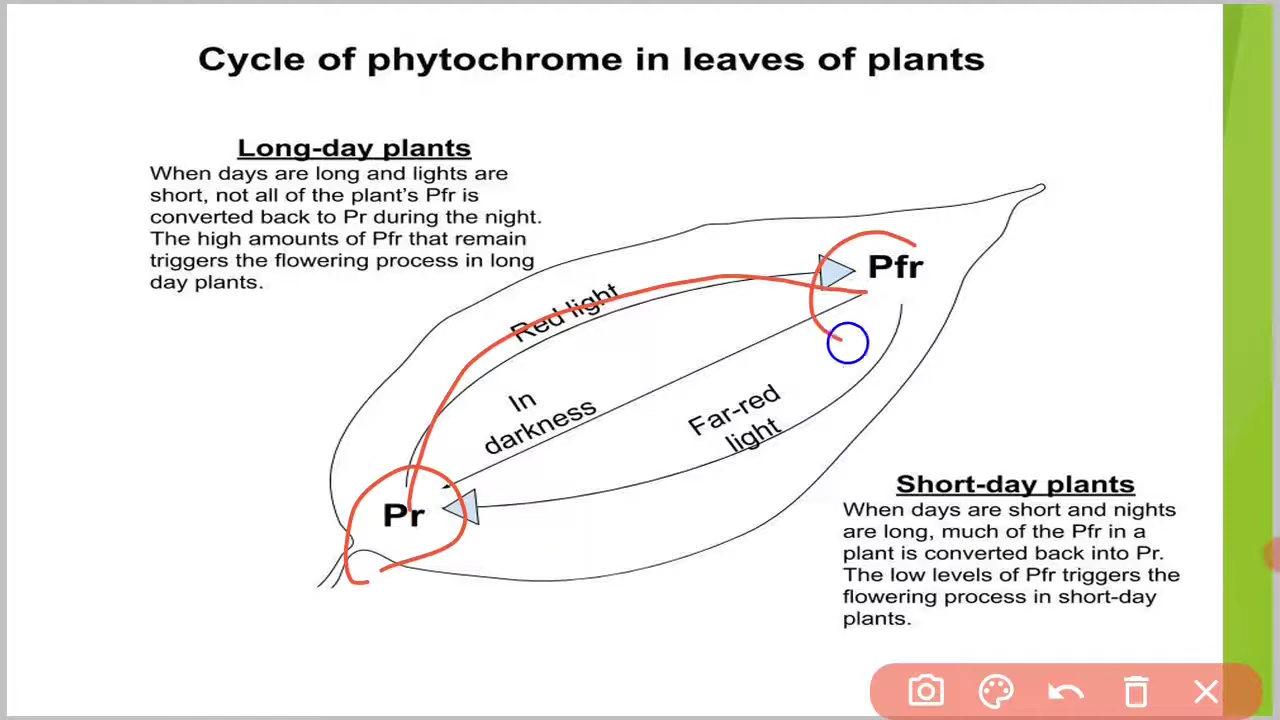 Cycle of phytochrome in leaves of plants
Long-day plants
When days are long and lights are
short, not all of the plant's Pfr is
converted back to Pr during the night.
The high amounts of Pfr that remain
triggers the flowering process in long
day plants.
Pfr
Red light
In
darkness
Far-red
light
Pr
Short-day plants
When days are short and nights
are long, much of the Pfr in a
plant is converted back into Pr.
The low levels of Pfr triggers the
flowering process in short-day
plants.